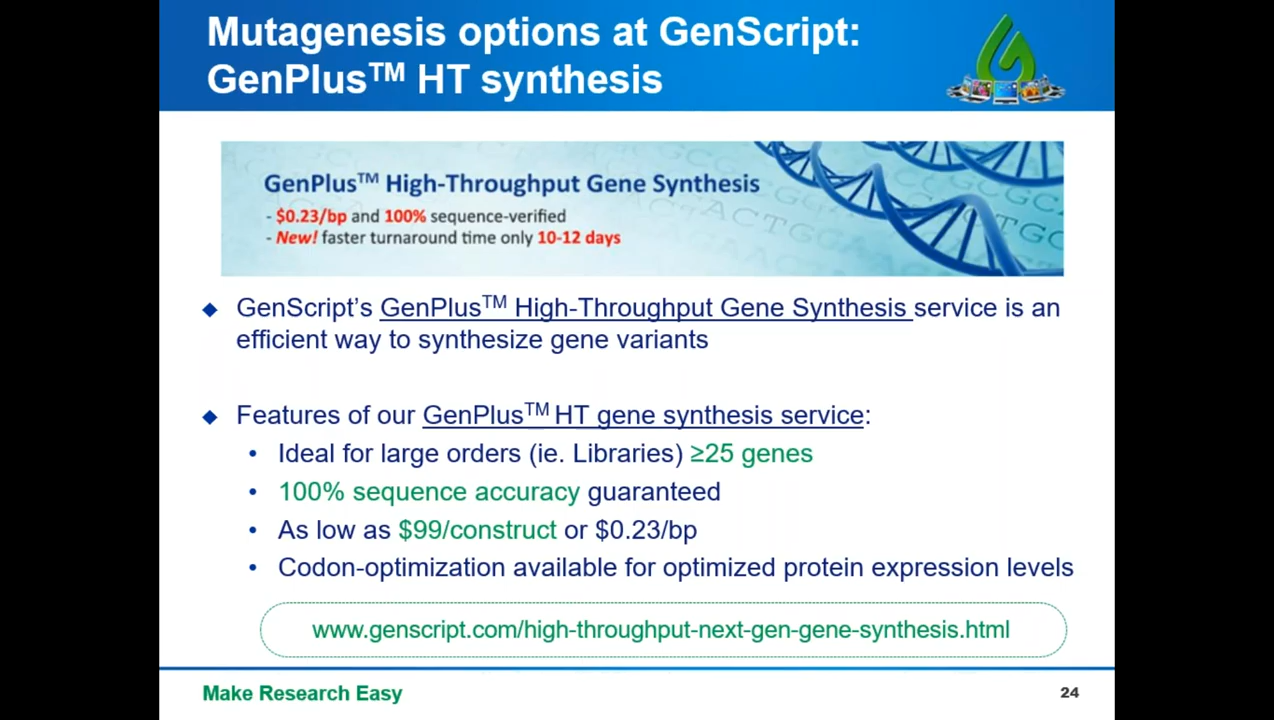 Mutagenesis options at GenScript:
GenPlus™ HT synthesis
GenPlus™ High-Throughput Gene Synthesis
- $0.23/bp and 100% sequence-verified
- New! faster turnaround time only 10-12 days
◆ GenScript's GenPlus™ High-Throughput Gene Synthesis service is an
efficient way to synthesize gene variants
◆ Features of our GenPlus™ HT gene synthesis service:
• Ideal for large orders (ie. Libraries) ≥25 genes
• 100% sequence accuracy guaranteed
• As low as $99/construct or $0.23/bp
• Codon-optimization available for optimized protein expression levels
www.genscript.com/high-throughput-next-gen-gene-synthesis.html
Make Research Easy
24